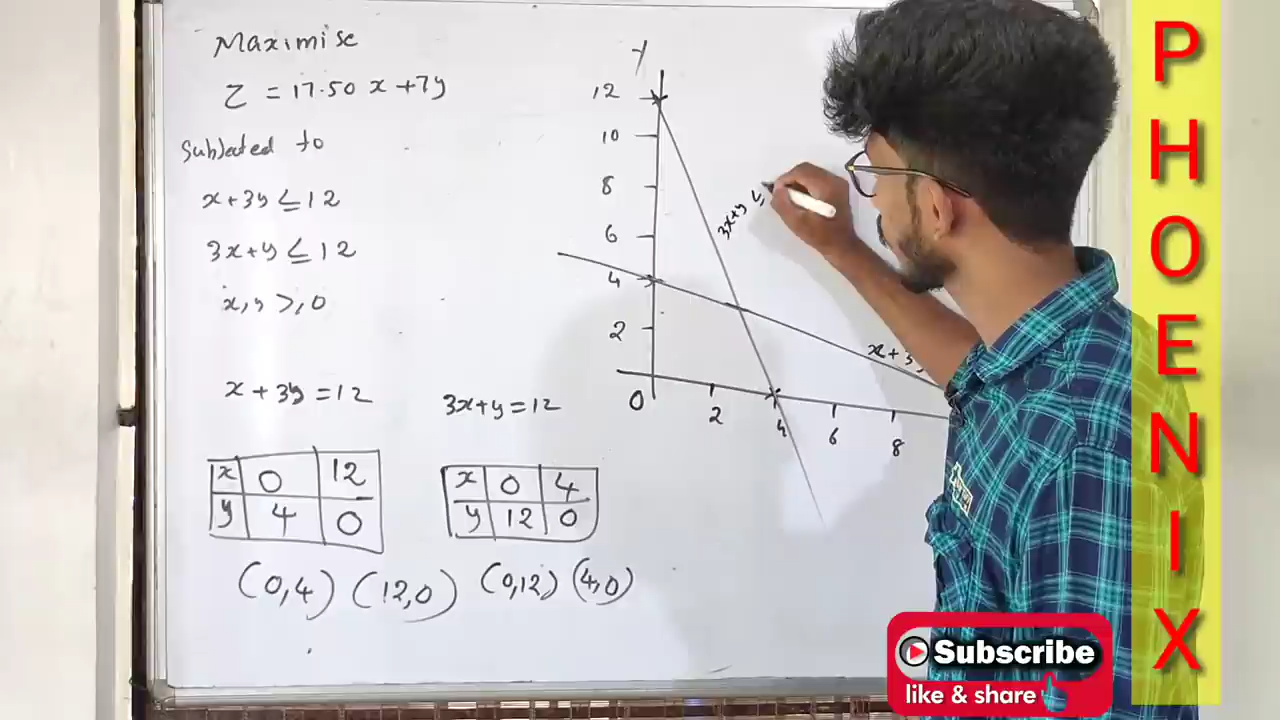 Maximise
Z = 17.50 x + 7y
Subjected to
x + 3y ≤ 12
3x + y ≤ 12
x, y >, 0
x + 3y = 12
3x + y = 12
x 0 12
y 4 0
x 0 4
y 12 0
(0,4) (12,0) (0,12) (4,0)
y
12
10
8
6
4
2
0
2
4
6
8
3x+y ≤
x + 3
PHOENIX
Subscribe
like & share